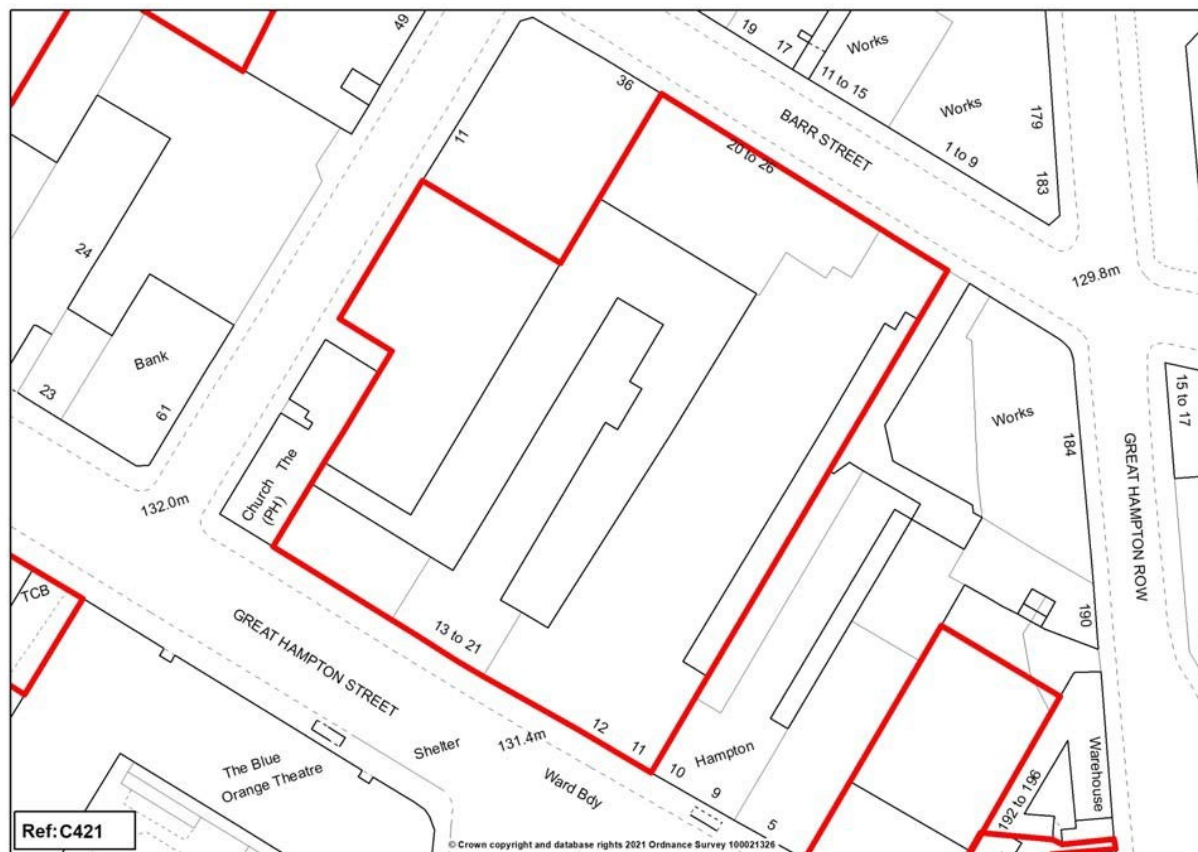 49
19
17
Works
11 to 15
Works
179
36
BARR STREET
11
20 to 26
1 to 9
183
24
129.8m
Bank
15 to 17
23
61
Works
184
GREAT HAMPTON ROW
Church The
(PH)
132.0m
TCB
190
13 to 21
GREAT HAMPTON STREET
12
11
Shelter
131.4m
Hampton
The Blue
Orange Theatre
10
Ward Bdy
9
5
192 to 196
Warehouse
Ref:C421
© Crown copyright and database rights 2021 Ordnance Survey 100021326